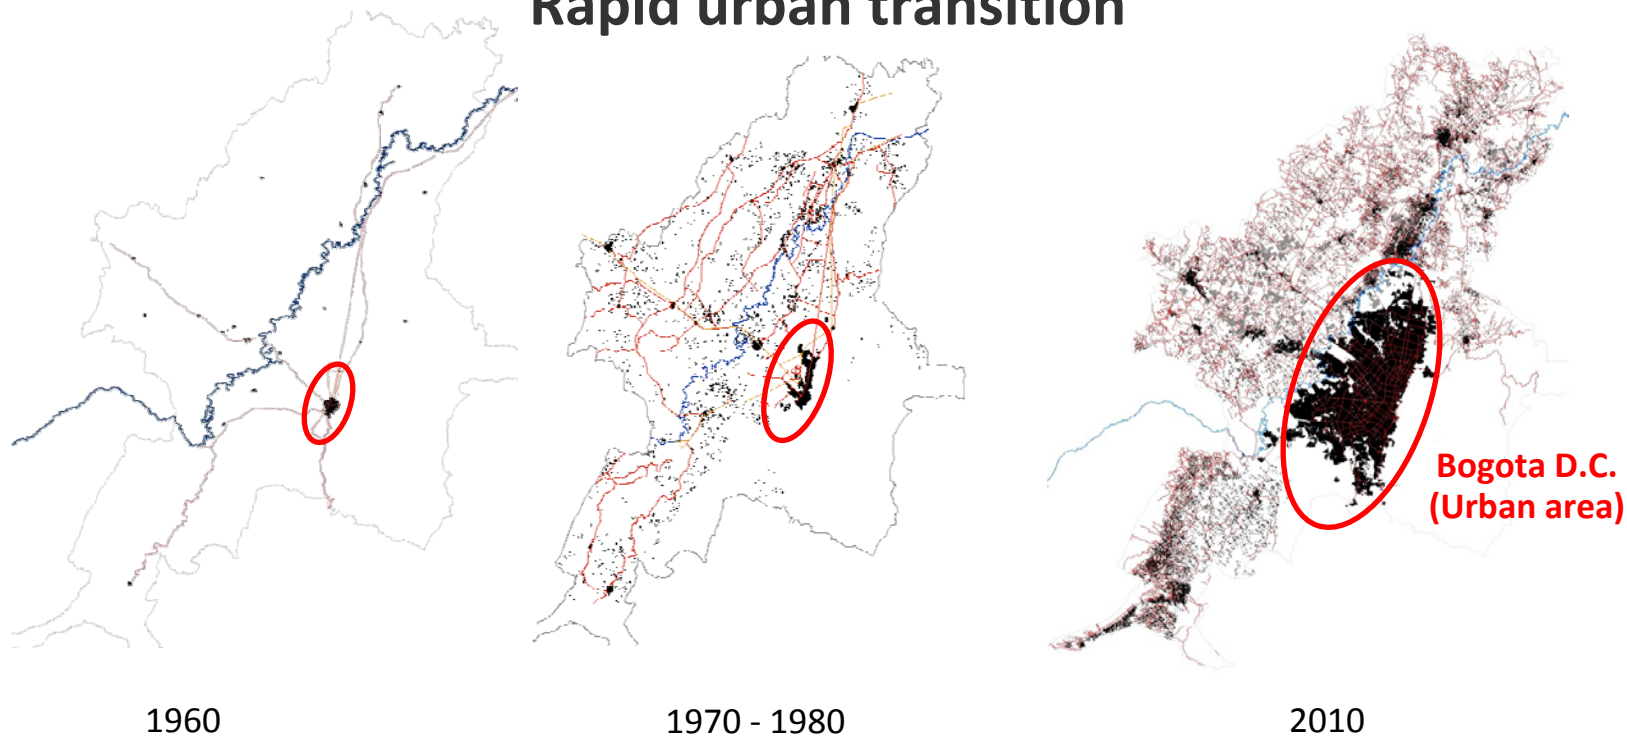 Rapid urban transition
Bogota D.C.
(Urban area)
1960
1970 - 1980
2010